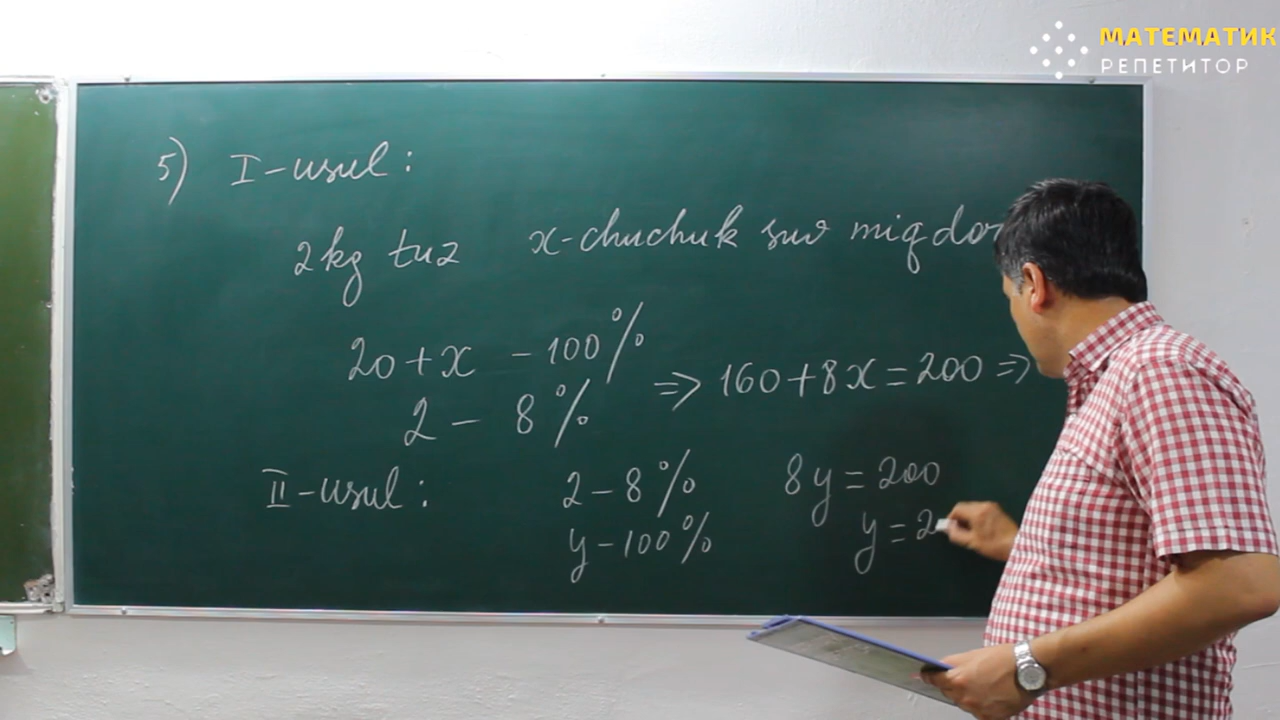 МАТЕМАТИК
РЕПЕТИТОР
5) I-usul:
2kg tuz x-chuchuk suv miqdor
20+x - 100%
2 - 8%
=> 160+8x=200 =>
II-usul:
2-8%
y-100%
8y=200
y=2